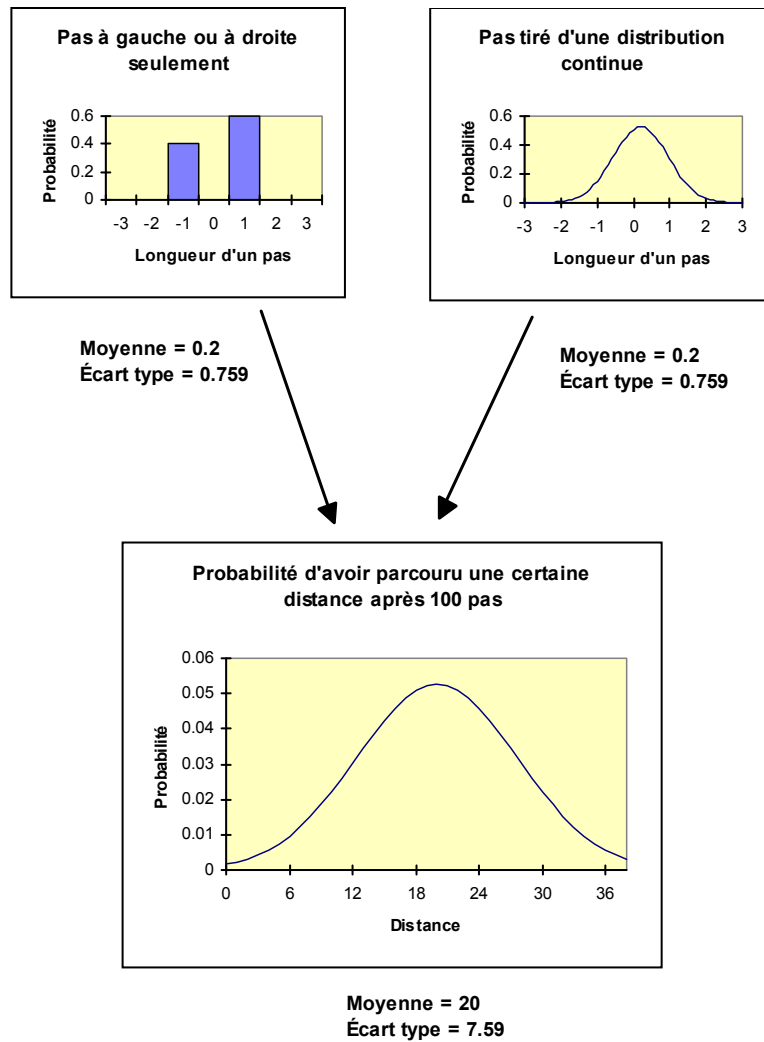 Pas à gauche ou à droite
seulement
Probabilité
0.6
0.4
0.2
0
-3 -2 -1 0 1 2 3
Longueur d'un pas
Pas tiré d'une distribution
continue
Probabilité
0.6
0.4
0.2
0
-3 -2 -1 0 1 2 3
Longueur d'un pas
Moyenne = 0.2
Écart type = 0.759
Moyenne = 0.2
Écart type = 0.759
Probabilité d'avoir parcouru une certaine
distance après 100 pas
Probabilité
0.06
0.05
0.04
0.03
0.02
0.01
0
0 6 12 18 24 30 36
Distance
Moyenne = 20
Écart type = 7.59